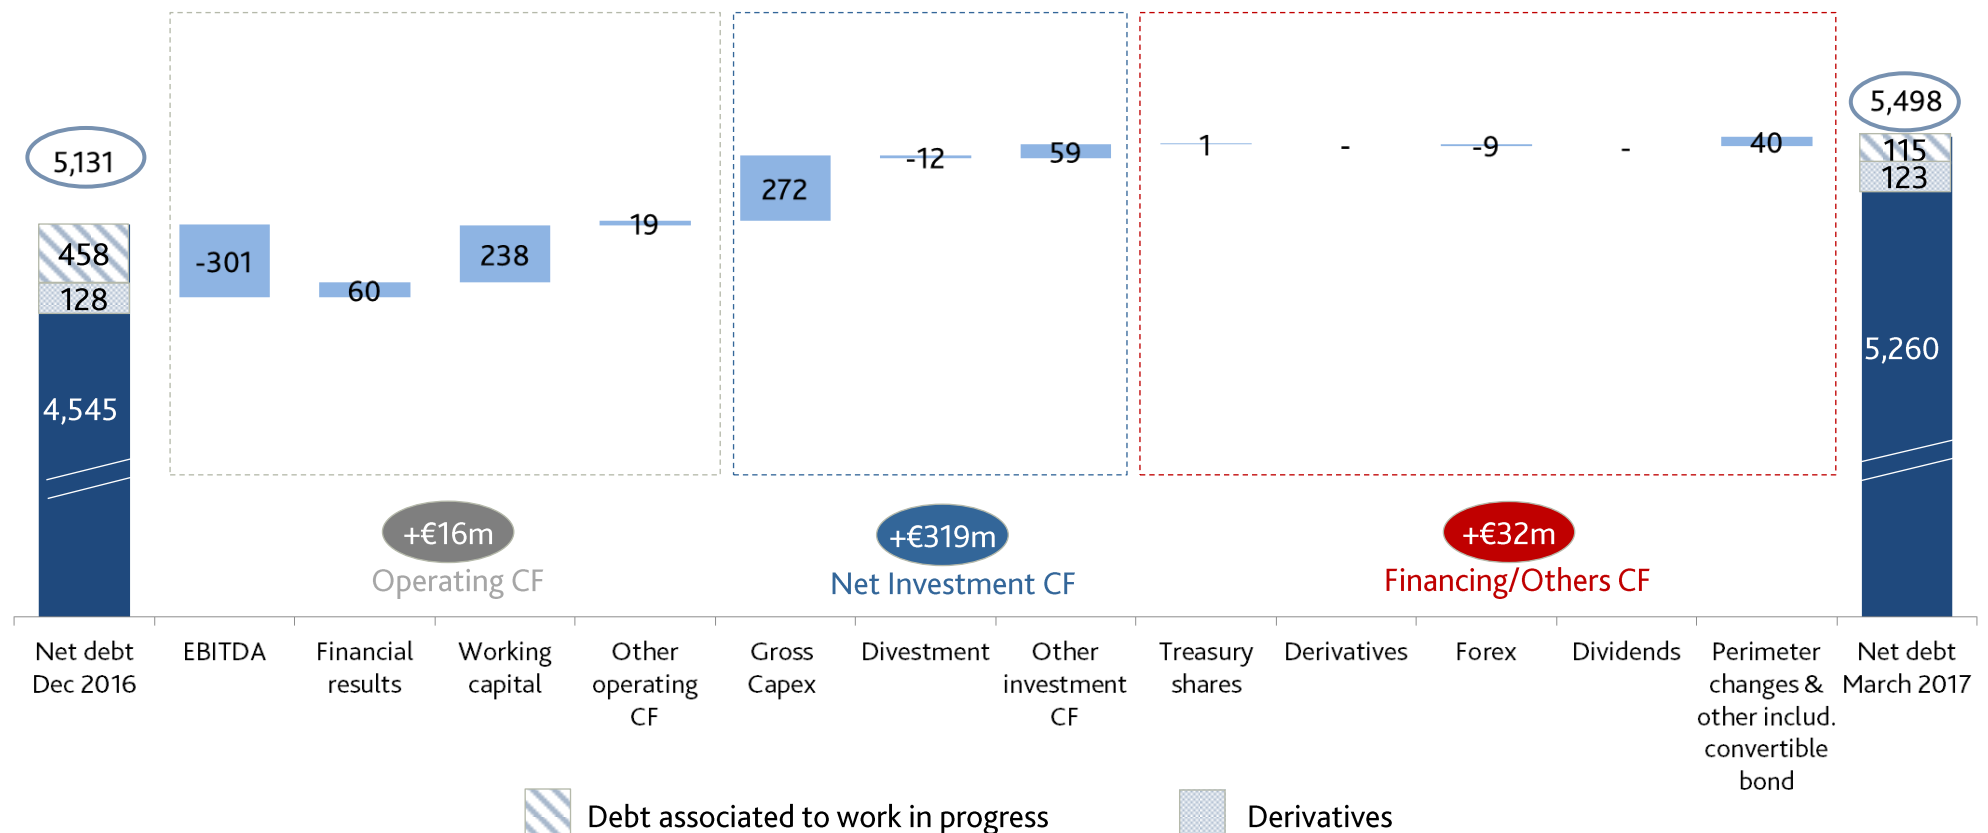 5,131
458
128
4,545
-301
60
238
19
272
-12
59
1
-
-9
-
40
5,498
115
123
5,260
+€16m
Operating CF
+€319m
Net Investment CF
+€32m
Financing/Others CF
Net debt
Dec 2016
EBITDA
Financial
results
Working
capital
Other
operating
CF
Gross
Capex
Divestment
Other
investment
CF
Treasury
shares
Derivatives
Forex
Dividends
Perimeter
changes &
other includ.
convertible
bond
Net debt
March 2017
Debt associated to work in progress
Derivatives